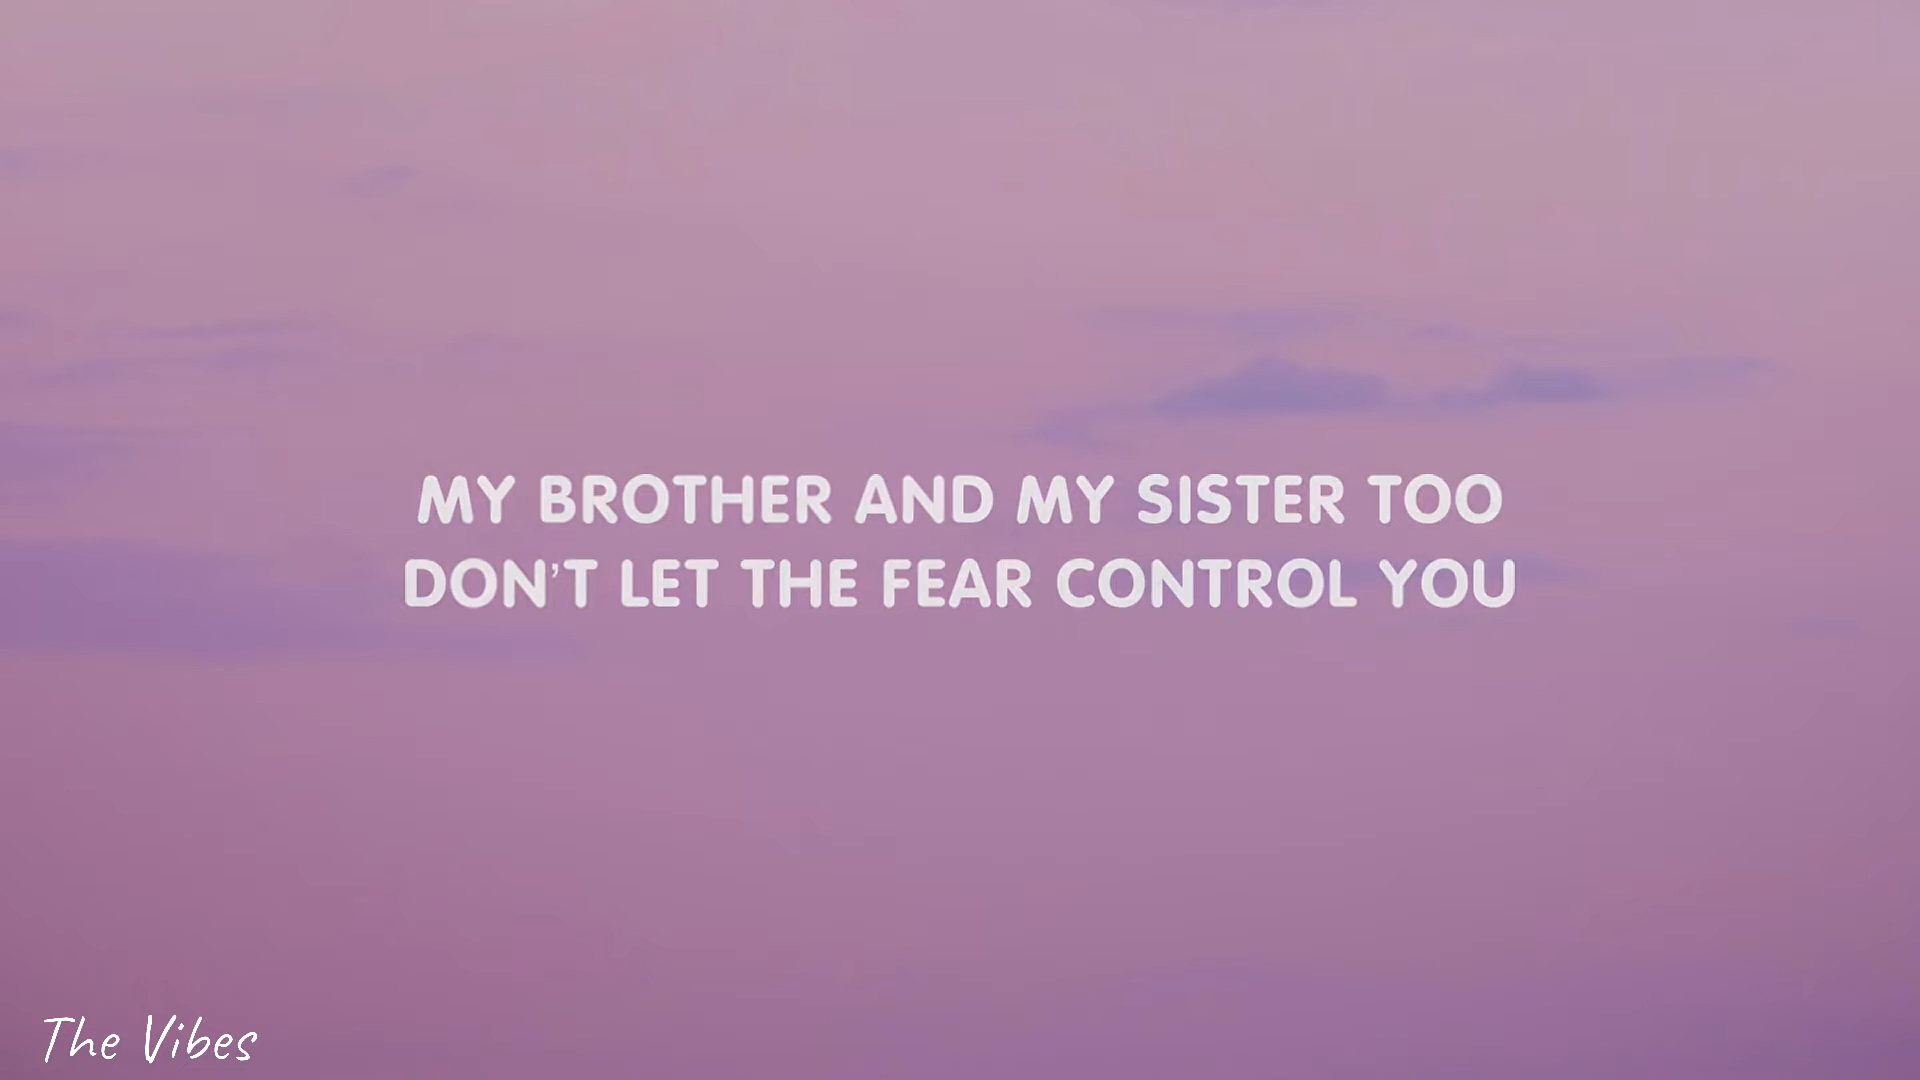 MY BROTHER AND MY SISTER TOO
DON'T LET THE FEAR CONTROL YOU
The Vibes